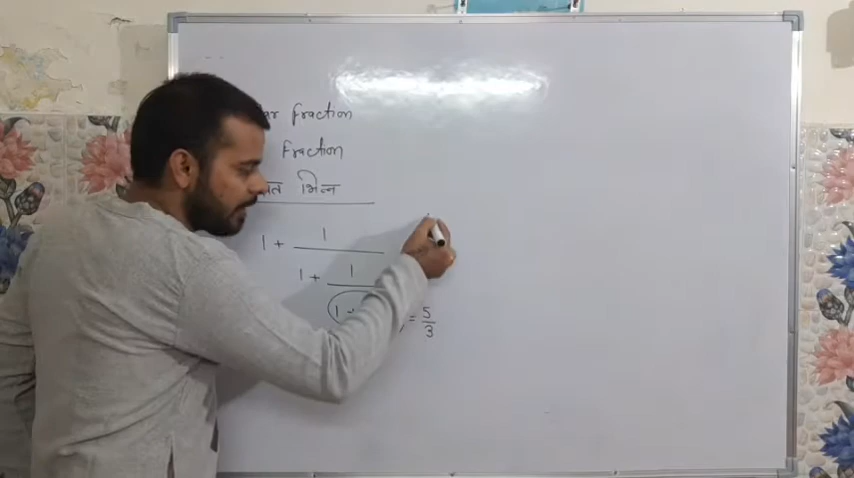 fraction
Fraction
भिन्न
1 + 1
1 + 1
1 + = 5/3